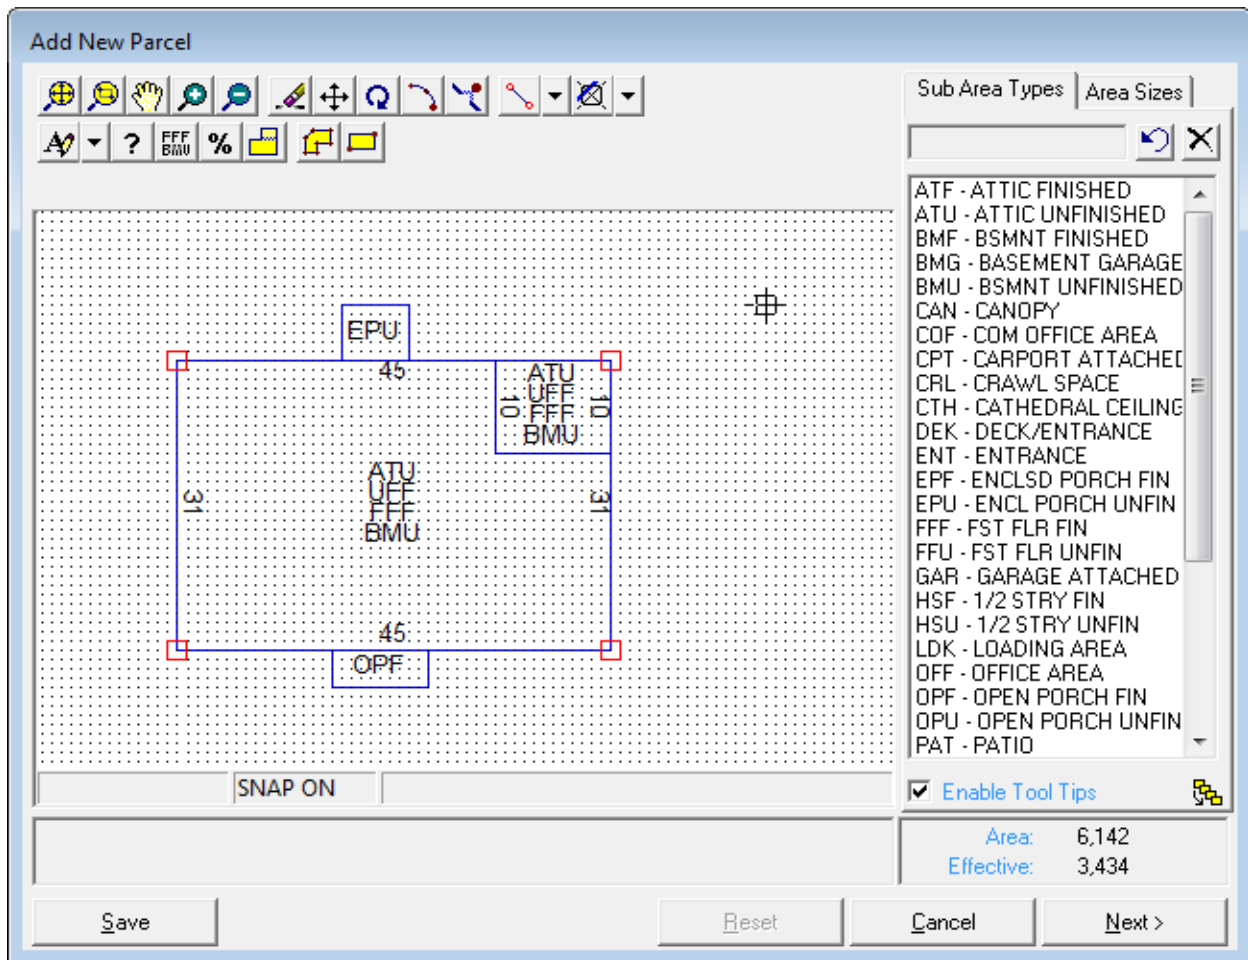 Add New Parcel
Sub Area Types
Area Sizes
A
?
FFF
BMU
%
ATF - ATTIC FINISHED
ATU - ATTIC UNFINISHED
BMF - BSMNT FINISHED
BMG - BASEMENT GARAGE
BMU - BSMNT UNFINISHED
CAN - CANOPY
COF - COM OFFICE AREA
CPT - CARPORT ATTACHED
CRL - CRAWL SPACE
CTH - CATHEDRAL CEILING
DEK - DECK/ENTRANCE
ENT - ENTRANCE
EPF - ENCLSD PORCH FIN
EPU - ENCL PORCH UNFIN
FFF - FST FLR FIN
FFU - FST FLR UNFIN
GAR - GARAGE ATTACHED
HSF - 1/2 STRY FIN
HSU - 1/2 STRY UNFIN
LDK - LOADING AREA
OFF - OFFICE AREA
OPF - OPEN PORCH FIN
OPU - OPEN PORCH UNFIN
PAT - PATIO
EPU
45
ATU
UFF
FFF
BMU
10
10
ATU
UFF
FFF
BMU
31
31
45
OPF
SNAP ON
Enable Tool Tips
Area: 6,142
Effective: 3,434
Save
Reset
Cancel
Next >